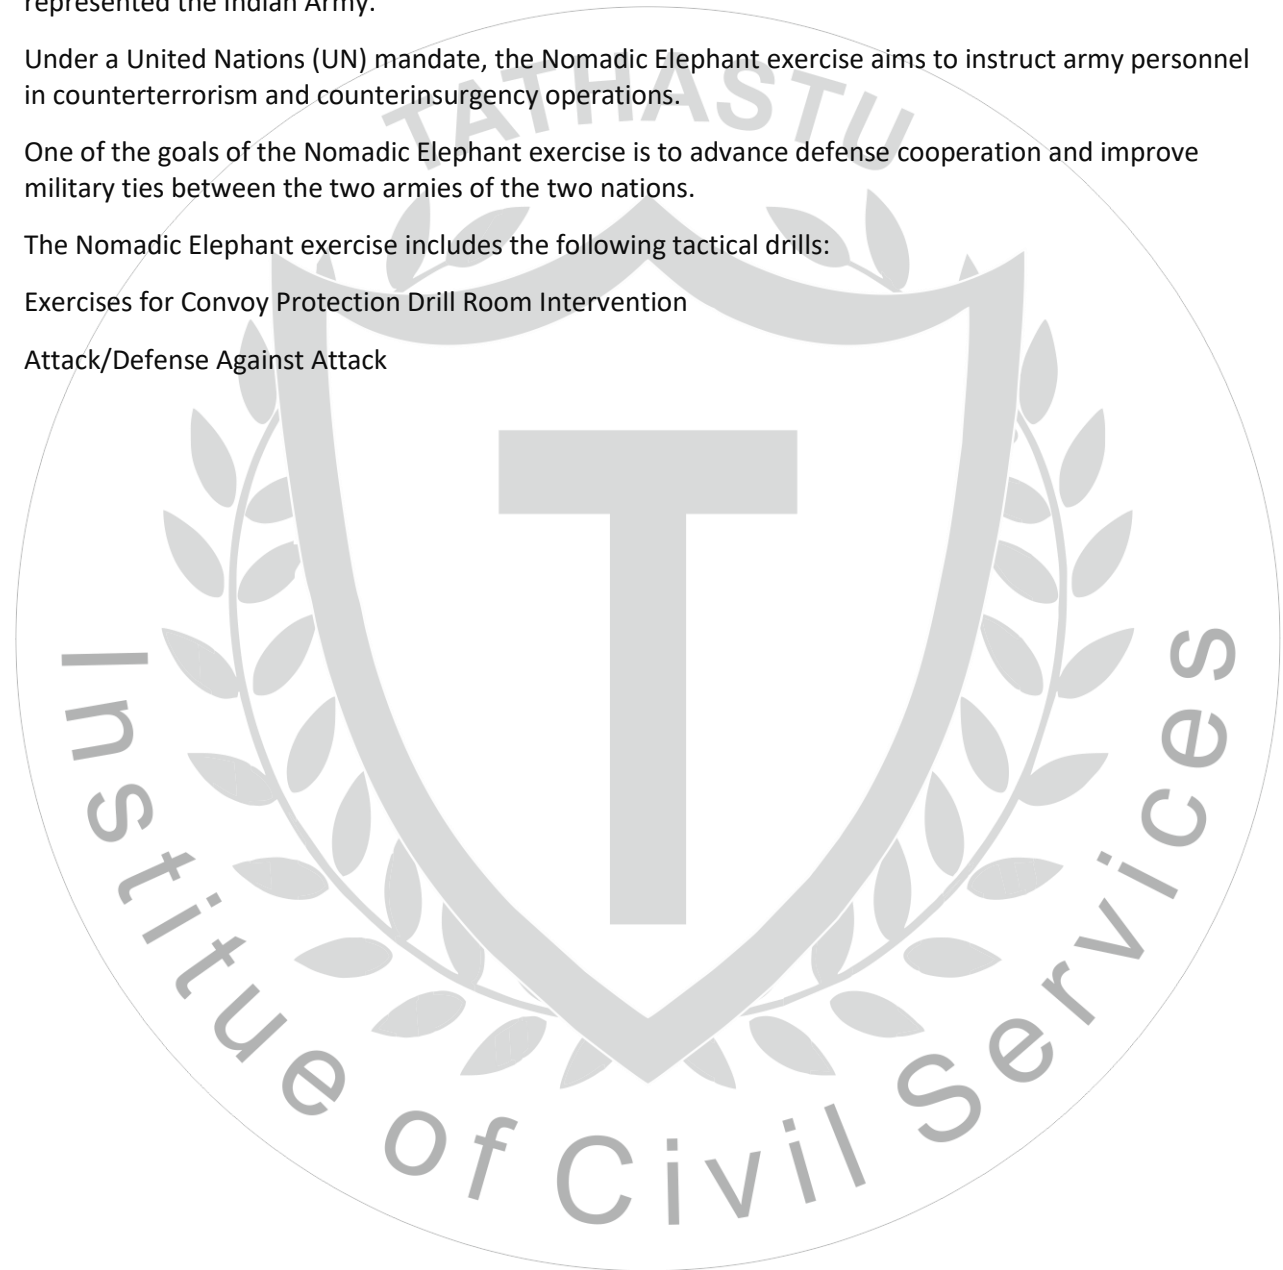 represented the Indian Army.
Under a United Nations (UN) mandate, the Nomadic Elephant exercise aims to instruct army personnel
in counterterrorism and counterinsurgency operations.
One of the goals of the Nomadic Elephant exercise is to advance defense cooperation and improve
military ties between the two armies of the two nations.
The Nomadic Elephant exercise includes the following tactical drills:
Exercises for Convoy Protection Drill Room Intervention
Attack/Defense Against Attack
TATHASTU
T
Institue of Civil Services